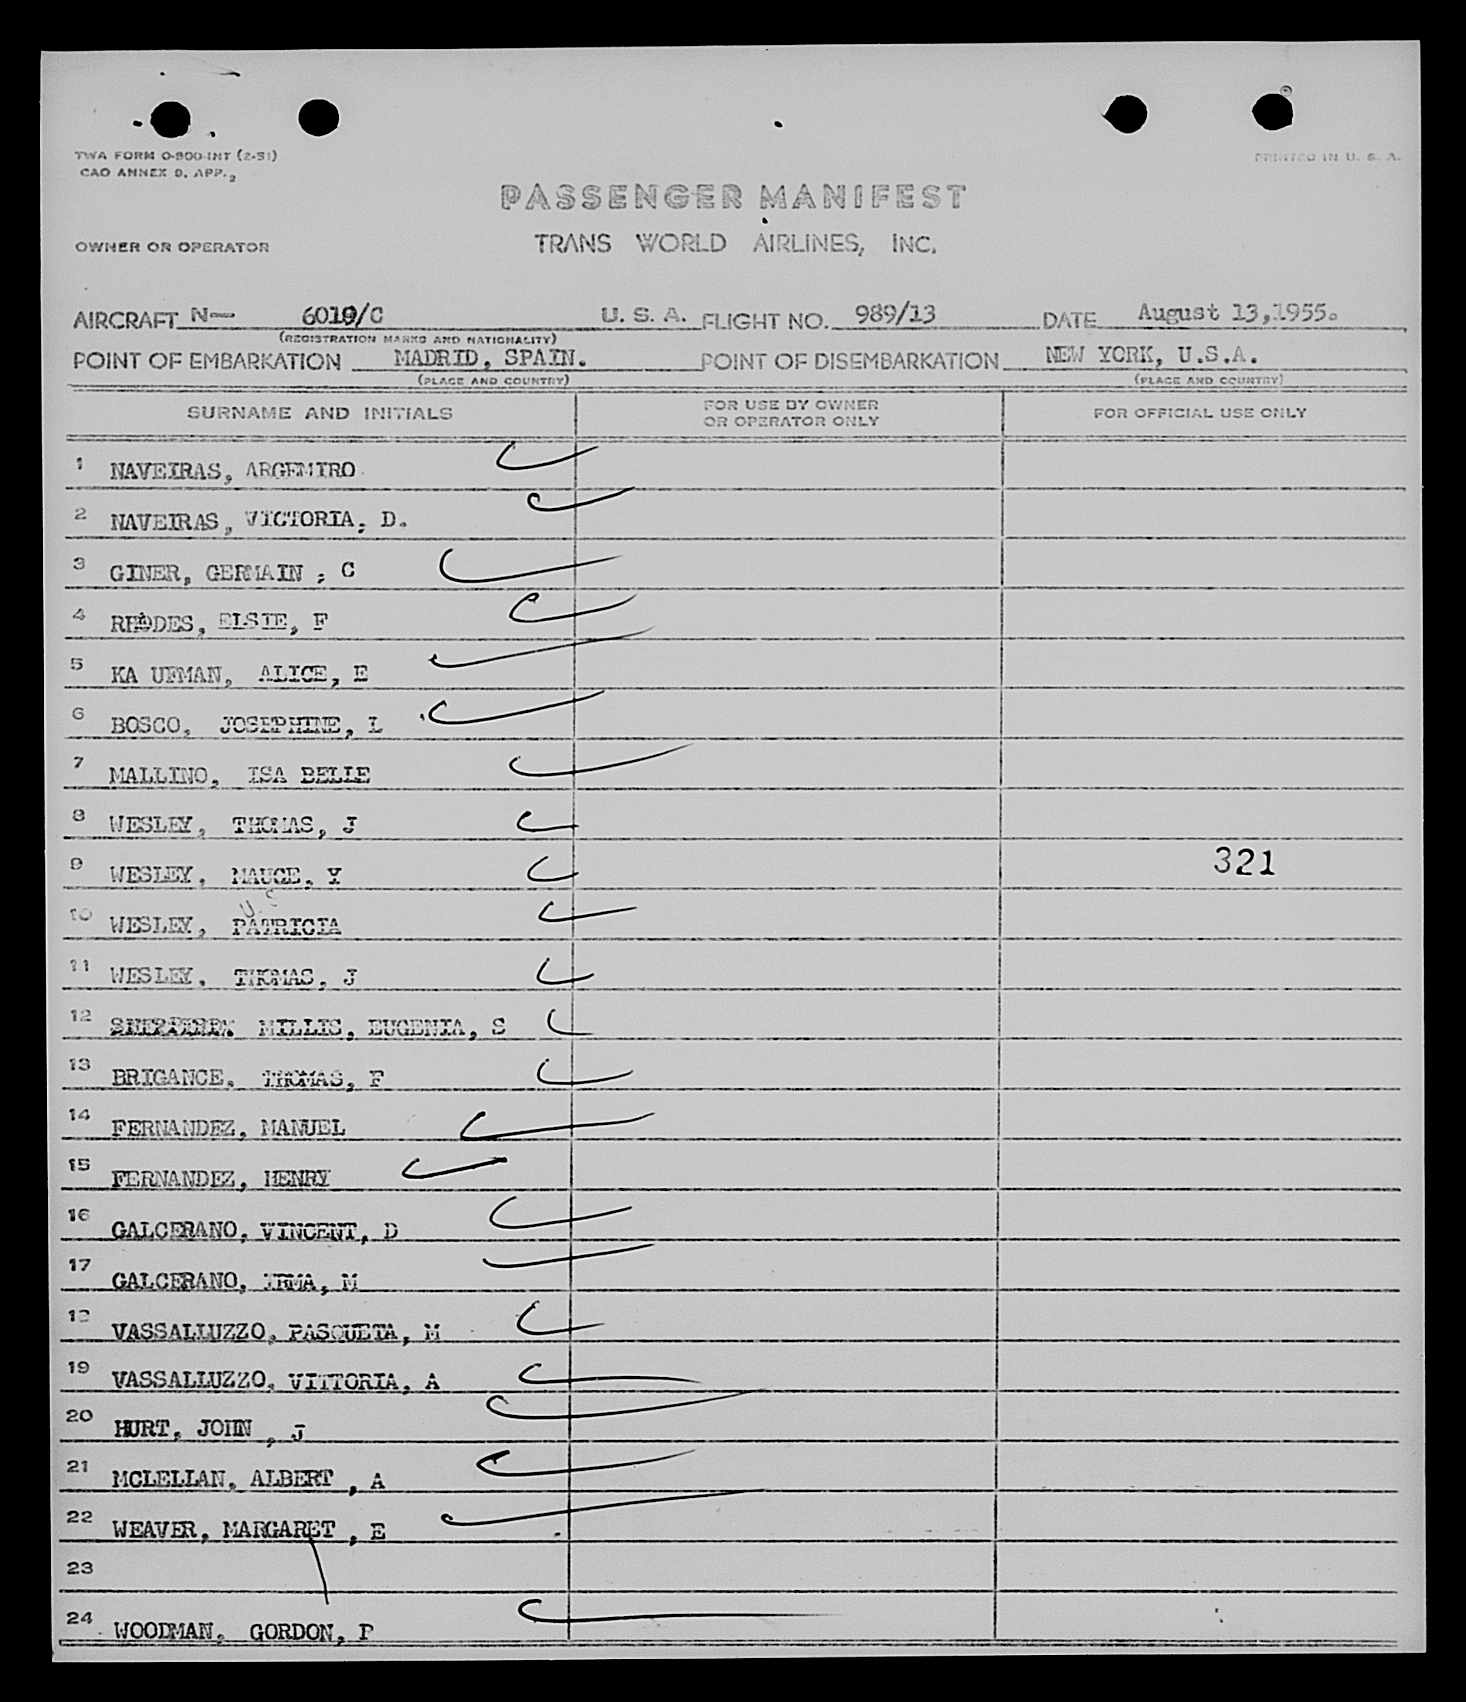 TWA FORM O-800-INT (2-51)
CAO ANNEX 9, APP. 2
PRINTED IN U. S. A.
PASSENGER MANIFEST
OWNER OR OPERATOR TRANS WORLD AIRLINES, INC.
AIRCRAFT N— 6019/C U. S. A. FLIGHT NO. 989/13 DATE August 13,1955.
(REGISTRATION MARKS AND NATIONALITY)
POINT OF EMBARKATION MADRID, SPAIN. POINT OF DISEMBARKATION NEW YORK, U.S.A.
(PLACE AND COUNTRY) (PLACE AND COUNTRY)
SURNAME AND INITIALS FOR USE BY OWNER OR OPERATOR ONLY FOR OFFICIAL USE ONLY
1 NAVEIRAS, ARGEMIRO
2 NAVEIRAS, VICTORIA, D.
3 GINER, GERMAIN , C
4 RHODES, ELSIE, F
5 KA UFMAN, ALICE, E
6 BOSCO, JOSEPHINE, L
7 MALLINO, ISA BELLE
8 WESLEY, THOMAS, J
9 WESLEY, MAUCE, Y 321
U.S
10 WESLEY, PATRICIA
11 WESLEY, THOMAS, J
12 MILLIS, EUGENIA, S
13 BRIGANCE, THOMAS, F
14 FERNANDEZ, MANUEL
15 FERNANDEZ, HENRY
16 GALCERANO, VINCENT, D
17 GALCERANO, IRMA, M
18 VASSALLUZZO, PASQUETA, M
19 VASSALLUZZO, VITTORIA, A
20 HURT, JOHN , J
21 MCLELLAN, ALBERT , A
22 WEAVER, MARGARET , E
23
24 WOODMAN, GORDON, P